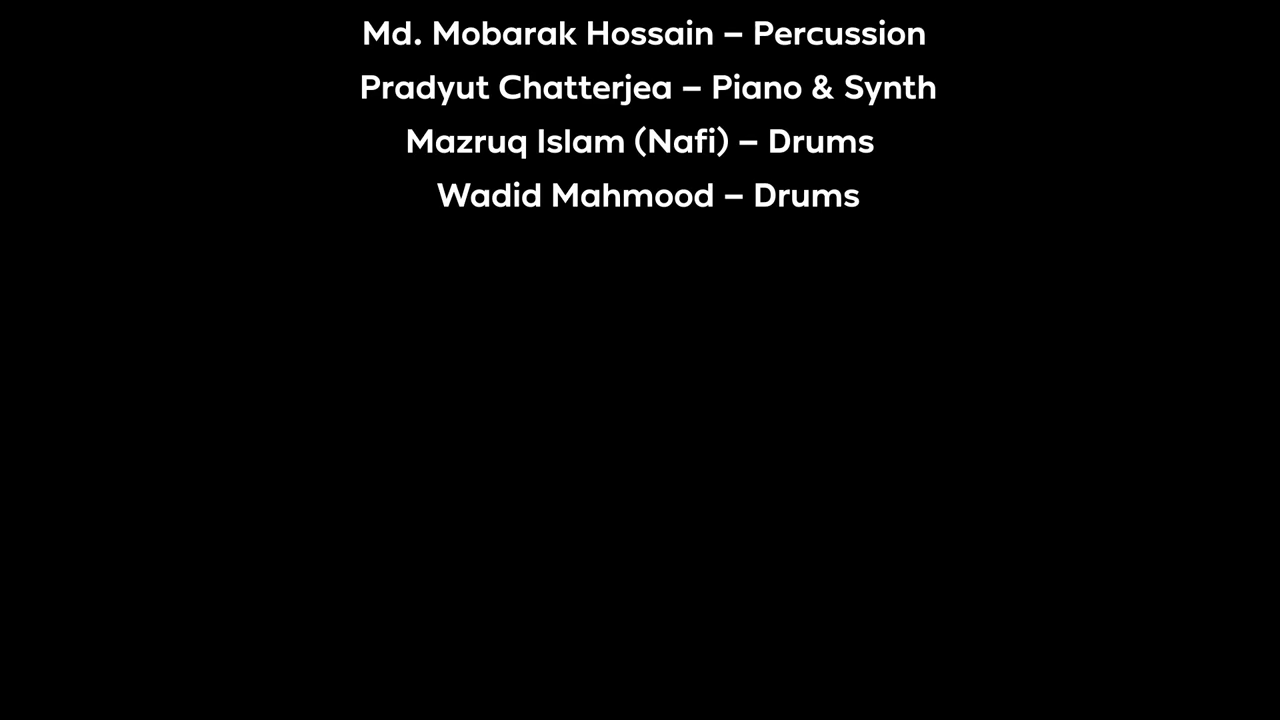 Md. Mobarak Hossain – Percussion
Pradyut Chatterjea – Piano & Synth
Mazruq Islam (Nafi) – Drums
Wadid Mahmood – Drums